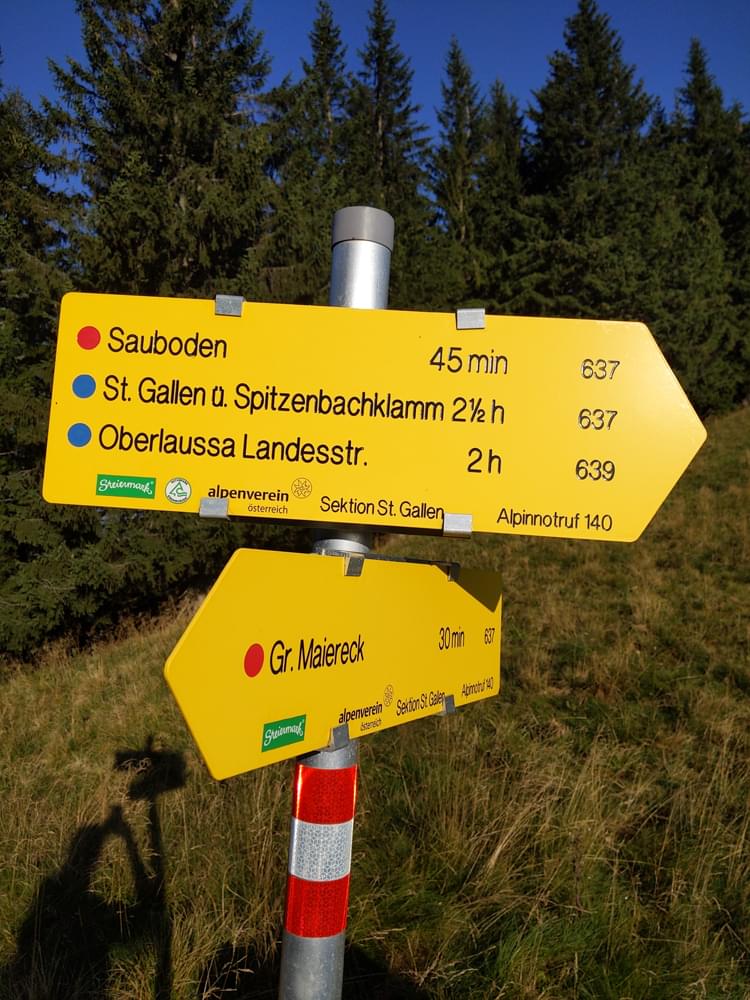 Sauboden 45 min 637
St. Gallen ü. Spitzenbachklamm 2½ h 637
Oberlaussa Landesstr. 2 h 639
Steiermark alpenverein österreich Sektion St. Gallen Alpinnotruf 140
Gr. Maiereck 30 min 637
Steiermark alpenverein österreich Sektion St. Gallen Alpinnotruf 140